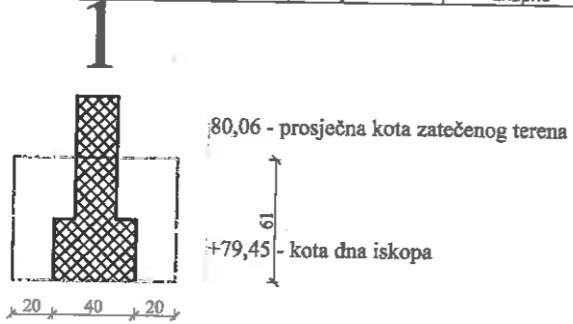 1
80,06 - prosječna kota zatečenog terena
61
+79,45 - kota dna iskopa
20 40 20